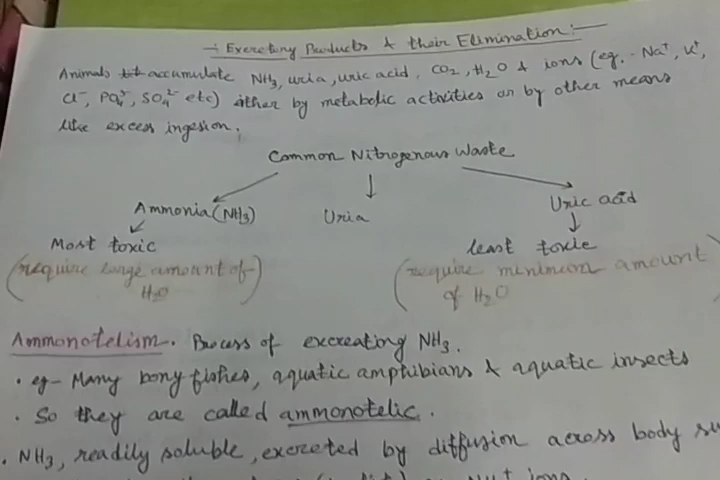 -: Excretory Products & their Elimination:-
Animals accumulate NH3, uria, uric acid, CO2, H2O & ions (eg.- Na+, K+,
Cl-, PO4 3-, SO4 2- etc) either by metabolic activities or by other means
like excess ingesion.
Common Nitrogenous Waste
Ammonia(NH3) Uria Uric acid
Most toxic least toxic
(require large amount of (require minimum amount
H2O) of H2O)
Ammonotelism. Process of excreating NH3.
• eg- Many bony fishes, aquatic amphibians & aquatic insects
• So they are called ammonotelic.
• NH3, readily soluble, excreted by diffusion across body
ions.